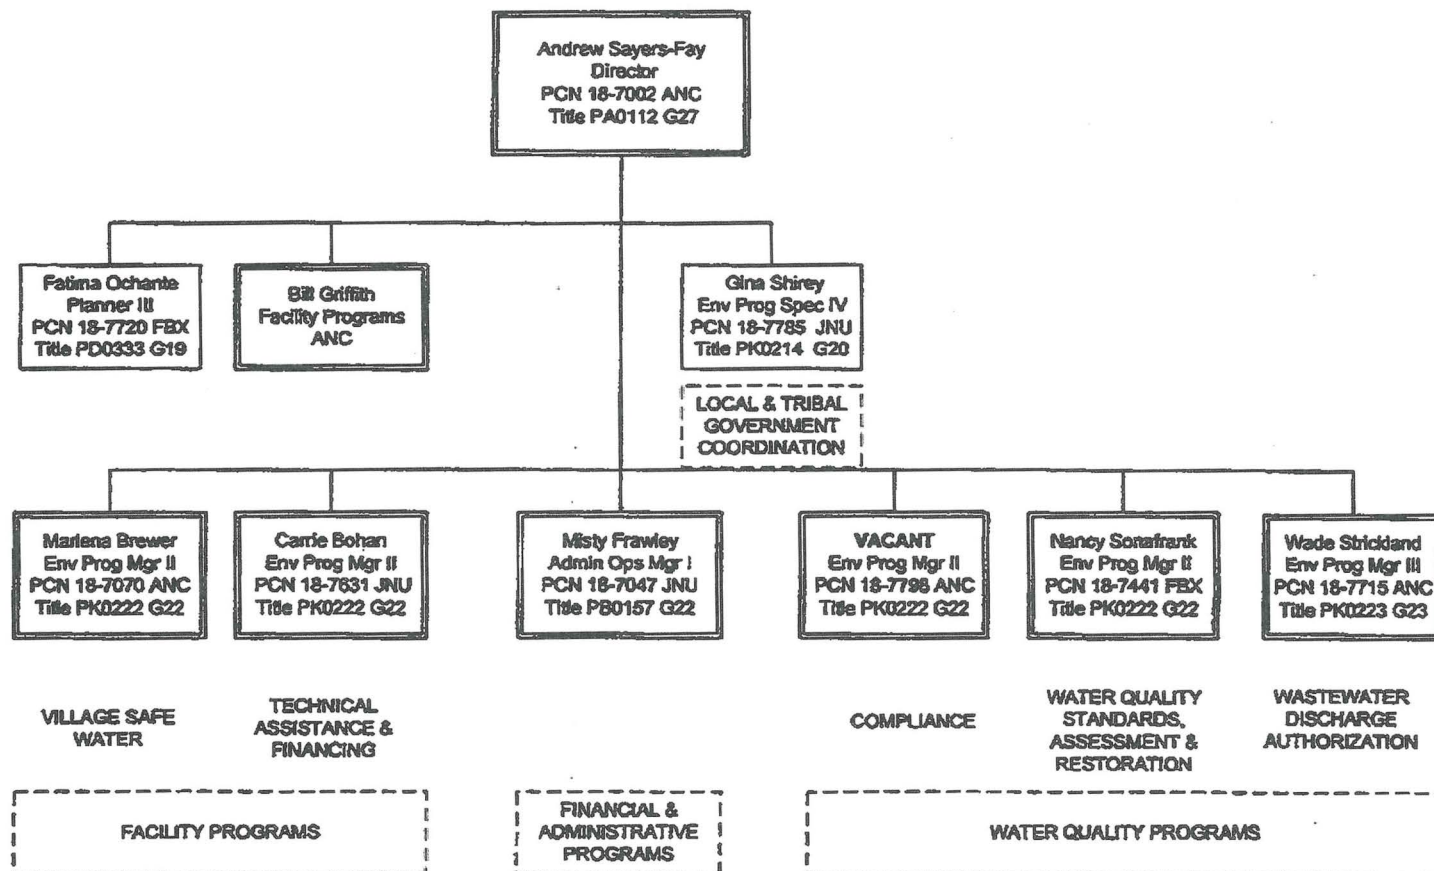 Andrew Sayers-Fay
Director
PCN 18-7002 ANC
Title PA0112 G27
Fatima Ochante
Planner III
PCN 18-7720 FBX
Title PD0333 G19
Bill Griffith
Facility Programs
ANC
Gina Shirey
Env Prog Spec IV
PCN 18-7785 JNU
Title PK0214 G20
LOCAL & TRIBAL
GOVERNMENT
COORDINATION
Marlena Brewer
Env Prog Mgr II
PCN 18-7070 ANC
Title PK0222 G22
Carrie Bohan
Env Prog Mgr II
PCN 18-7631 JNU
Title PK0222 G22
Misty Frawley
Admin Ops Mgr I
PCN 18-7047 JNU
Title PB0157 G22
VACANT
Env Prog Mgr II
PCN 18-7798 ANC
Title PK0222 G22
Nancy Sonafrank
Env Prog Mgr II
PCN 18-7441 FBX
Title PK0222 G22
Wade Strickland
Env Prog Mgr III
PCN 18-7715 ANC
Title PK0223 G23
VILLAGE SAFE
WATER
TECHNICAL
ASSISTANCE &
FINANCING
COMPLIANCE
WATER QUALITY
STANDARDS,
ASSESSMENT &
RESTORATION
WASTEWATER
DISCHARGE
AUTHORIZATION
FACILITY PROGRAMS
FINANCIAL &
ADMINISTRATIVE
PROGRAMS
WATER QUALITY PROGRAMS